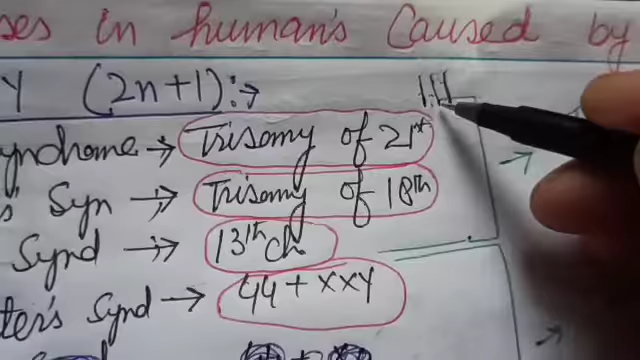 ses in human's Caused by
Y (2n+1):→
yndrome → Trisomy of 21st
s' Syn → Trisomy of 18th
Synd → 13th ch
ter's Synd → 44 + XXY